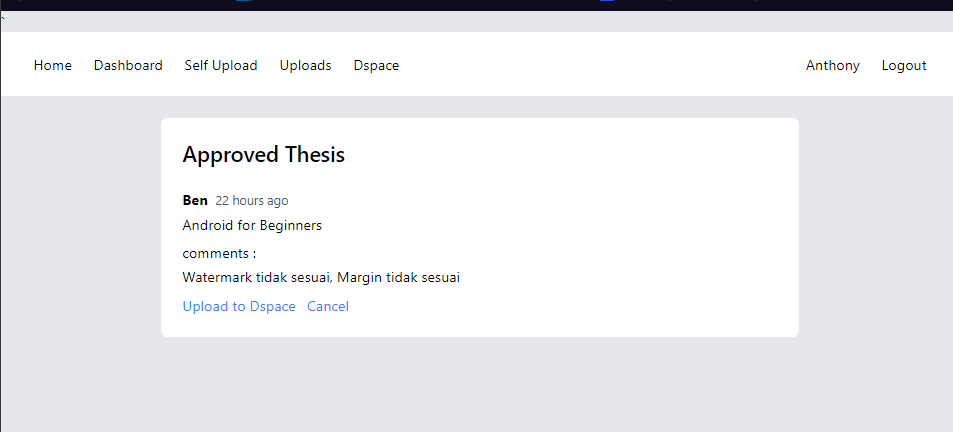 `
Home Dashboard Self Upload Uploads Dspace Anthony Logout
Approved Thesis
Ben 22 hours ago
Android for Beginners
comments :
Watermark tidak sesuai, Margin tidak sesuai
Upload to Dspace Cancel